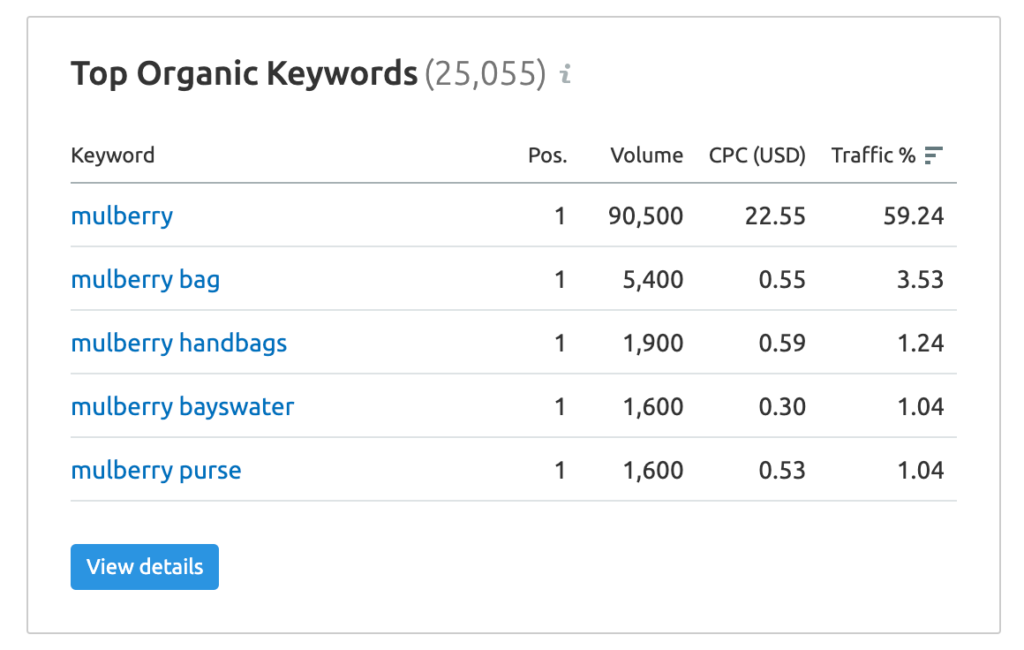 Top Organic Keywords (25,055) i
Keyword Pos. Volume CPC (USD) Traffic %
mulberry 1 90,500 22.55 59.24
mulberry bag 1 5,400 0.55 3.53
mulberry handbags 1 1,900 0.59 1.24
mulberry bayswater 1 1,600 0.30 1.04
mulberry purse 1 1,600 0.53 1.04
View details